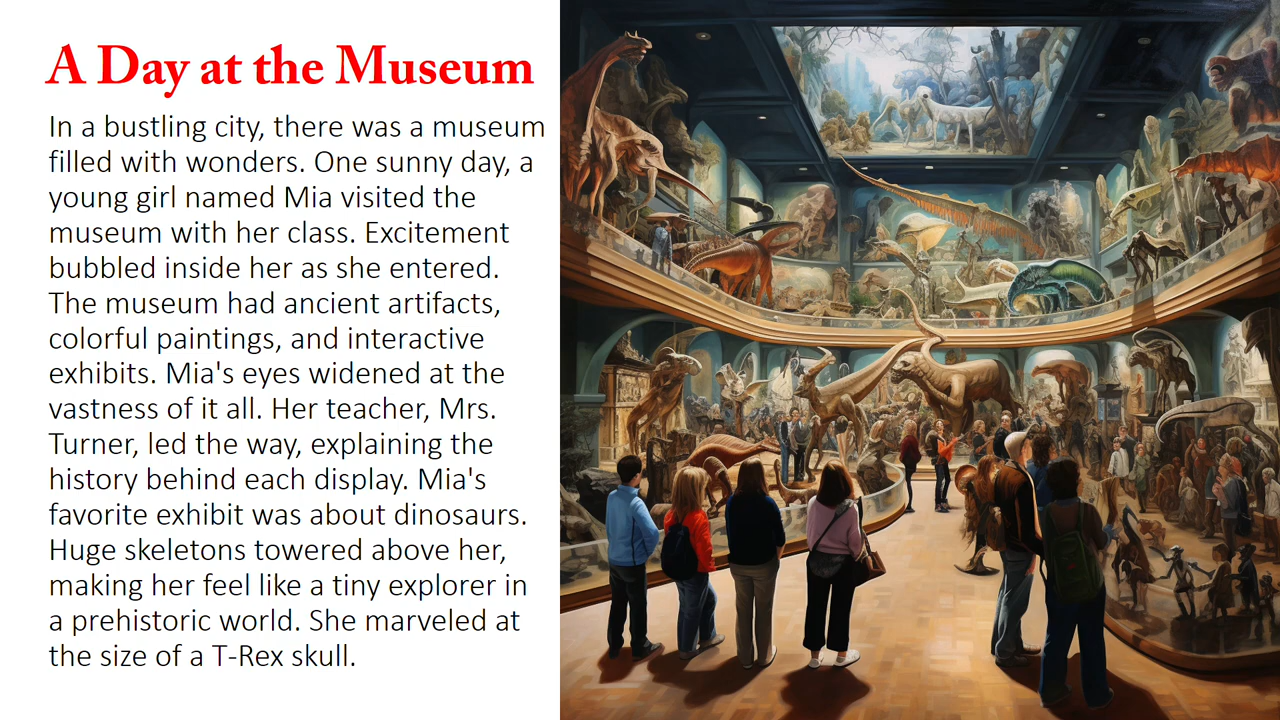 A Day at the Museum
In a bustling city, there was a museum
filled with wonders. One sunny day, a
young girl named Mia visited the
museum with her class. Excitement
bubbled inside her as she entered.
The museum had ancient artifacts,
colorful paintings, and interactive
exhibits. Mia's eyes widened at the
vastness of it all. Her teacher, Mrs.
Turner, led the way, explaining the
history behind each display. Mia's
favorite exhibit was about dinosaurs.
Huge skeletons towered above her,
making her feel like a tiny explorer in
a prehistoric world. She marveled at
the size of a T-Rex skull.